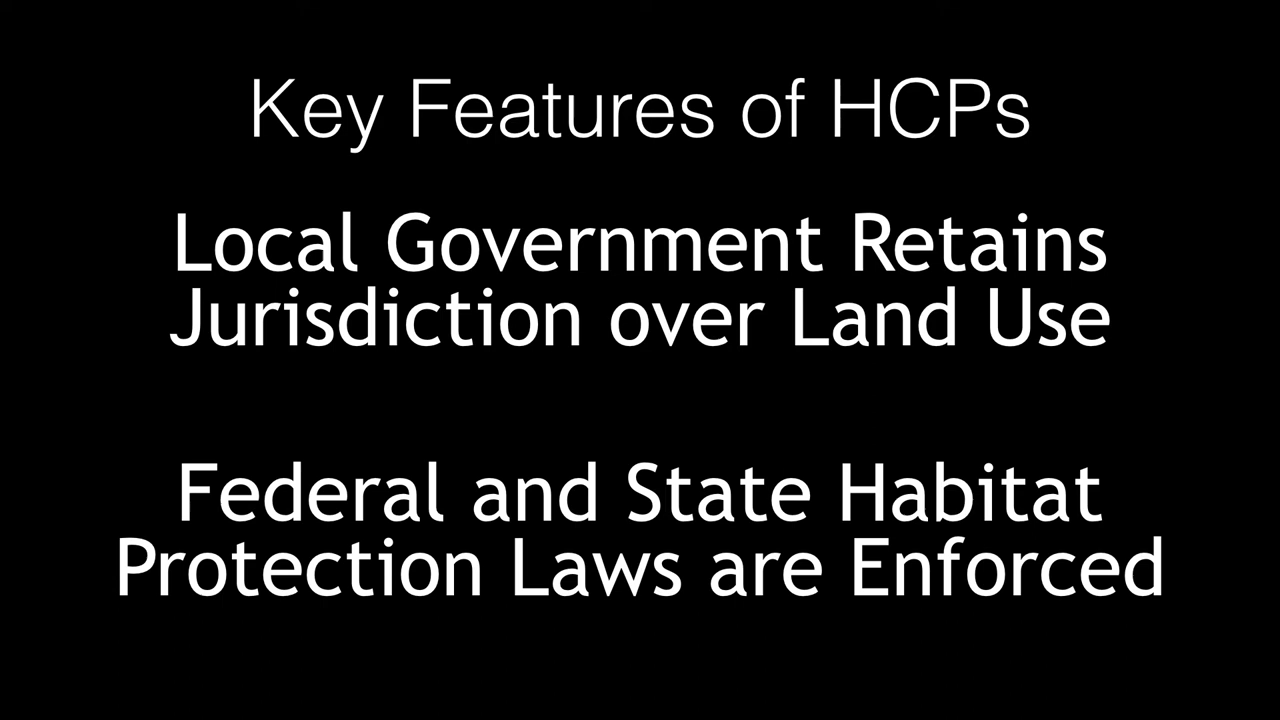 Key Features of HCPs
Local Government Retains
Jurisdiction over Land Use
Federal and State Habitat
Protection Laws are Enforced